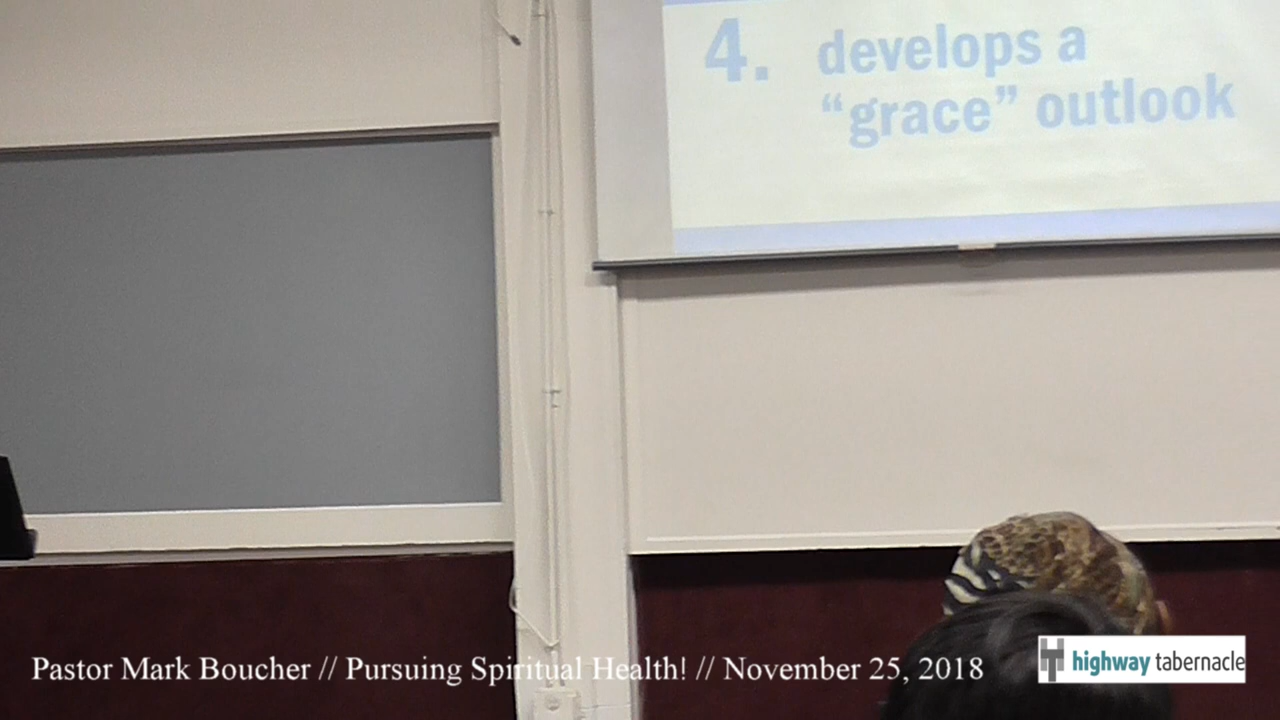 4. develops a
“grace” outlook
Pastor Mark Boucher // Pursuing Spiritual Health! // November 25, 2018
highway tabernacle